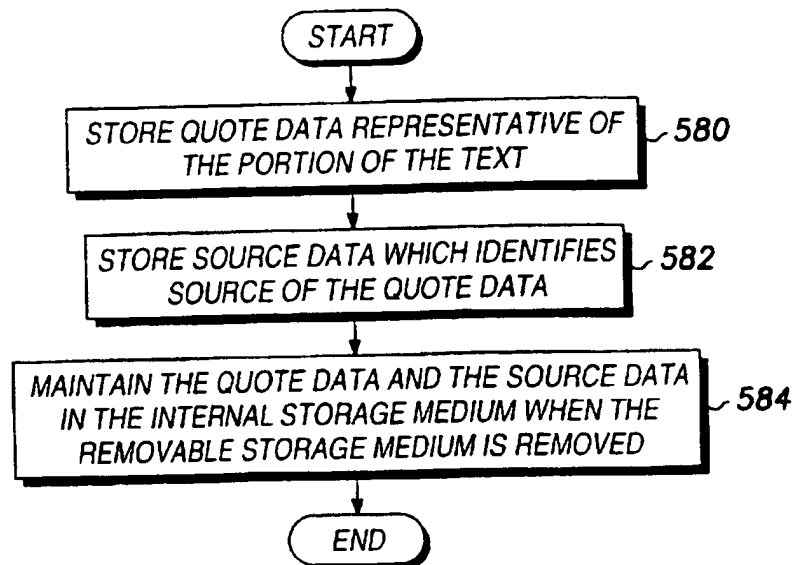 START
STORE QUOTE DATA REPRESENTATIVE OF
THE PORTION OF THE TEXT
580
STORE SOURCE DATA WHICH IDENTIFIES
SOURCE OF THE QUOTE DATA
582
MAINTAIN THE QUOTE DATA AND THE SOURCE DATA
IN THE INTERNAL STORAGE MEDIUM WHEN THE
REMOVABLE STORAGE MEDIUM IS REMOVED
584
END